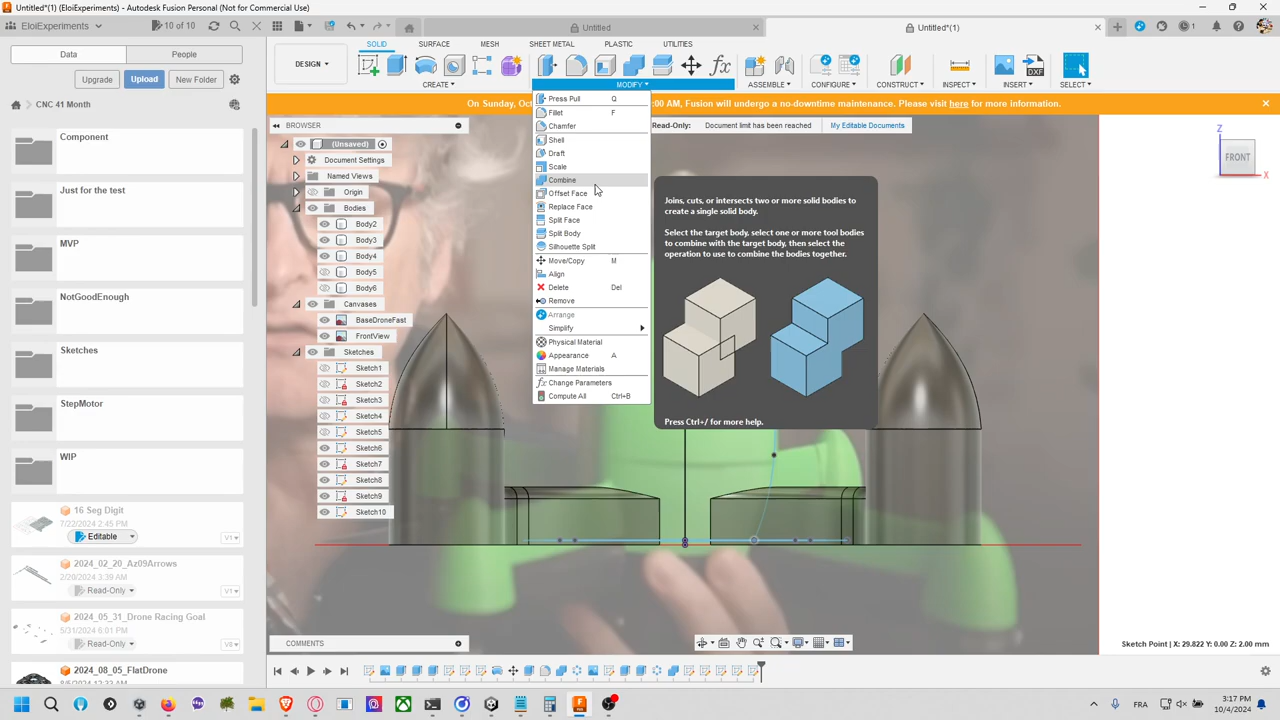 Untitled*(1) (EloiExperiments) - Autodesk Fusion Personal (Not for Commercial Use)
EloiExperiments
10 of 10
Untitled
Untitled*(1)
1
Data
People
SOLID
SURFACE
MESH
SHEET METAL
PLASTIC
UTILITIES
Upgrade
Upload
New Folder
DESIGN
CREATE
MODIFY
ASSEMBLE
CONFIGURE
CONSTRUCT
INSPECT
INSERT
SELECT
CNC 41 Month
On Sunday, Oc
:00 AM, Fusion will undergo a no-downtime maintenance. Please visit here for more information.
BROWSER
Read-Only:
Document limit has been reached
My Editable Documents
(Unsaved)
Document Settings
Named Views
Origin
Bodies
Body2
Body3
Body4
Body5
Body6
Canvases
BaseDroneFast
FrontView
Sketches
Sketch1
Sketch2
Sketch3
Sketch4
Sketch5
Sketch6
Sketch7
Sketch8
Sketch9
Sketch10
Component
Just for the test
MVP
NotGoodEnough
Sketches
StepMotor
WIP
16 Seg Digit
7/22/2024 2:45 PM
Editable
V1
2024_02_20_Az09Arrows
2/20/2024 3:39 AM
Read-Only
V1
2024_05_31_Drone Racing Goal
5/31/2024 6:01 PM
Read-Only
V6
2024_08_05_FlatDrone
Press Pull Q
Fillet F
Chamfer
Shell
Draft
Scale
Combine
Offset Face
Replace Face
Split Face
Split Body
Silhouette Split
Move/Copy M
Align
Delete Del
Remove
Arrange
Simplify
Physical Material
Appearance A
Manage Materials
Change Parameters
Compute All Ctrl+B
Joins, cuts, or intersects two or more solid bodies to
create a single solid body.
Select the target body, select one or more tool bodies
to combine with the target body, then select the
operation to use to combine the bodies together.
Press Ctrl+/ for more help.
Z
FRONT
X
COMMENTS
Sketch Point | X: 29.822 Y: 0.00 Z: 2.00 mm
FRA
3:17 PM
10/4/2024